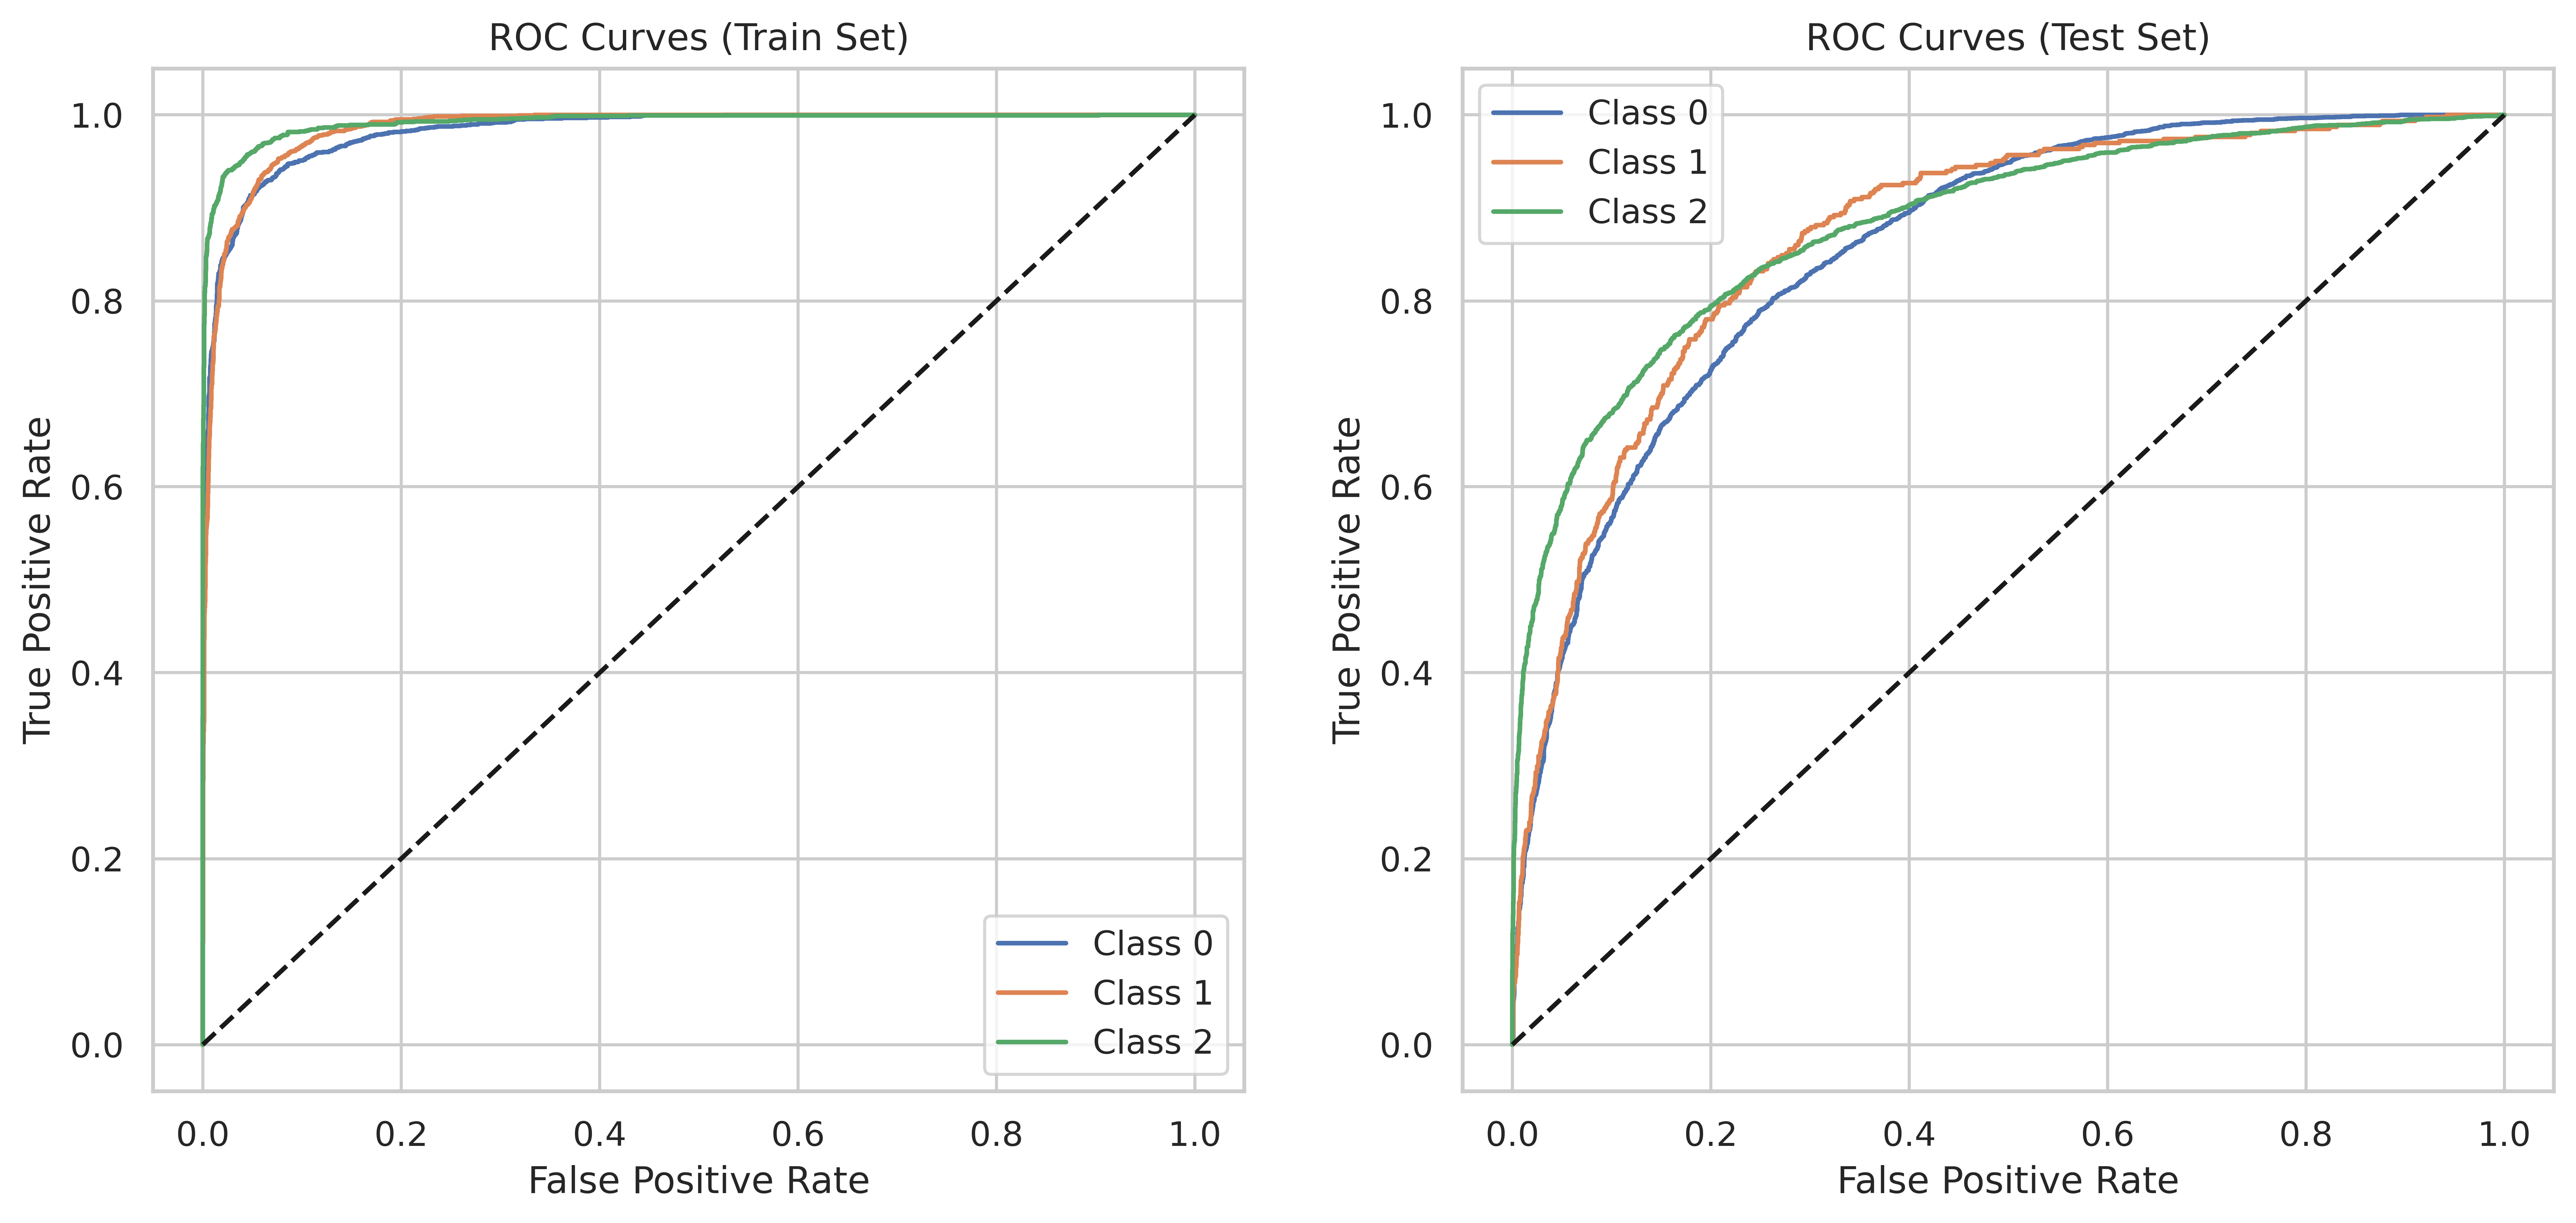 ROC Curves (Train Set)
True Positive Rate
1.0
0.8
0.6
0.4
0.2
0.0
Class 0
Class 1
Class 2
0.0 0.2 0.4 0.6 0.8 1.0
False Positive Rate
ROC Curves (Test Set)
True Positive Rate
1.0
0.8
0.6
0.4
0.2
0.0
Class 0
Class 1
Class 2
0.0 0.2 0.4 0.6 0.8 1.0
False Positive Rate